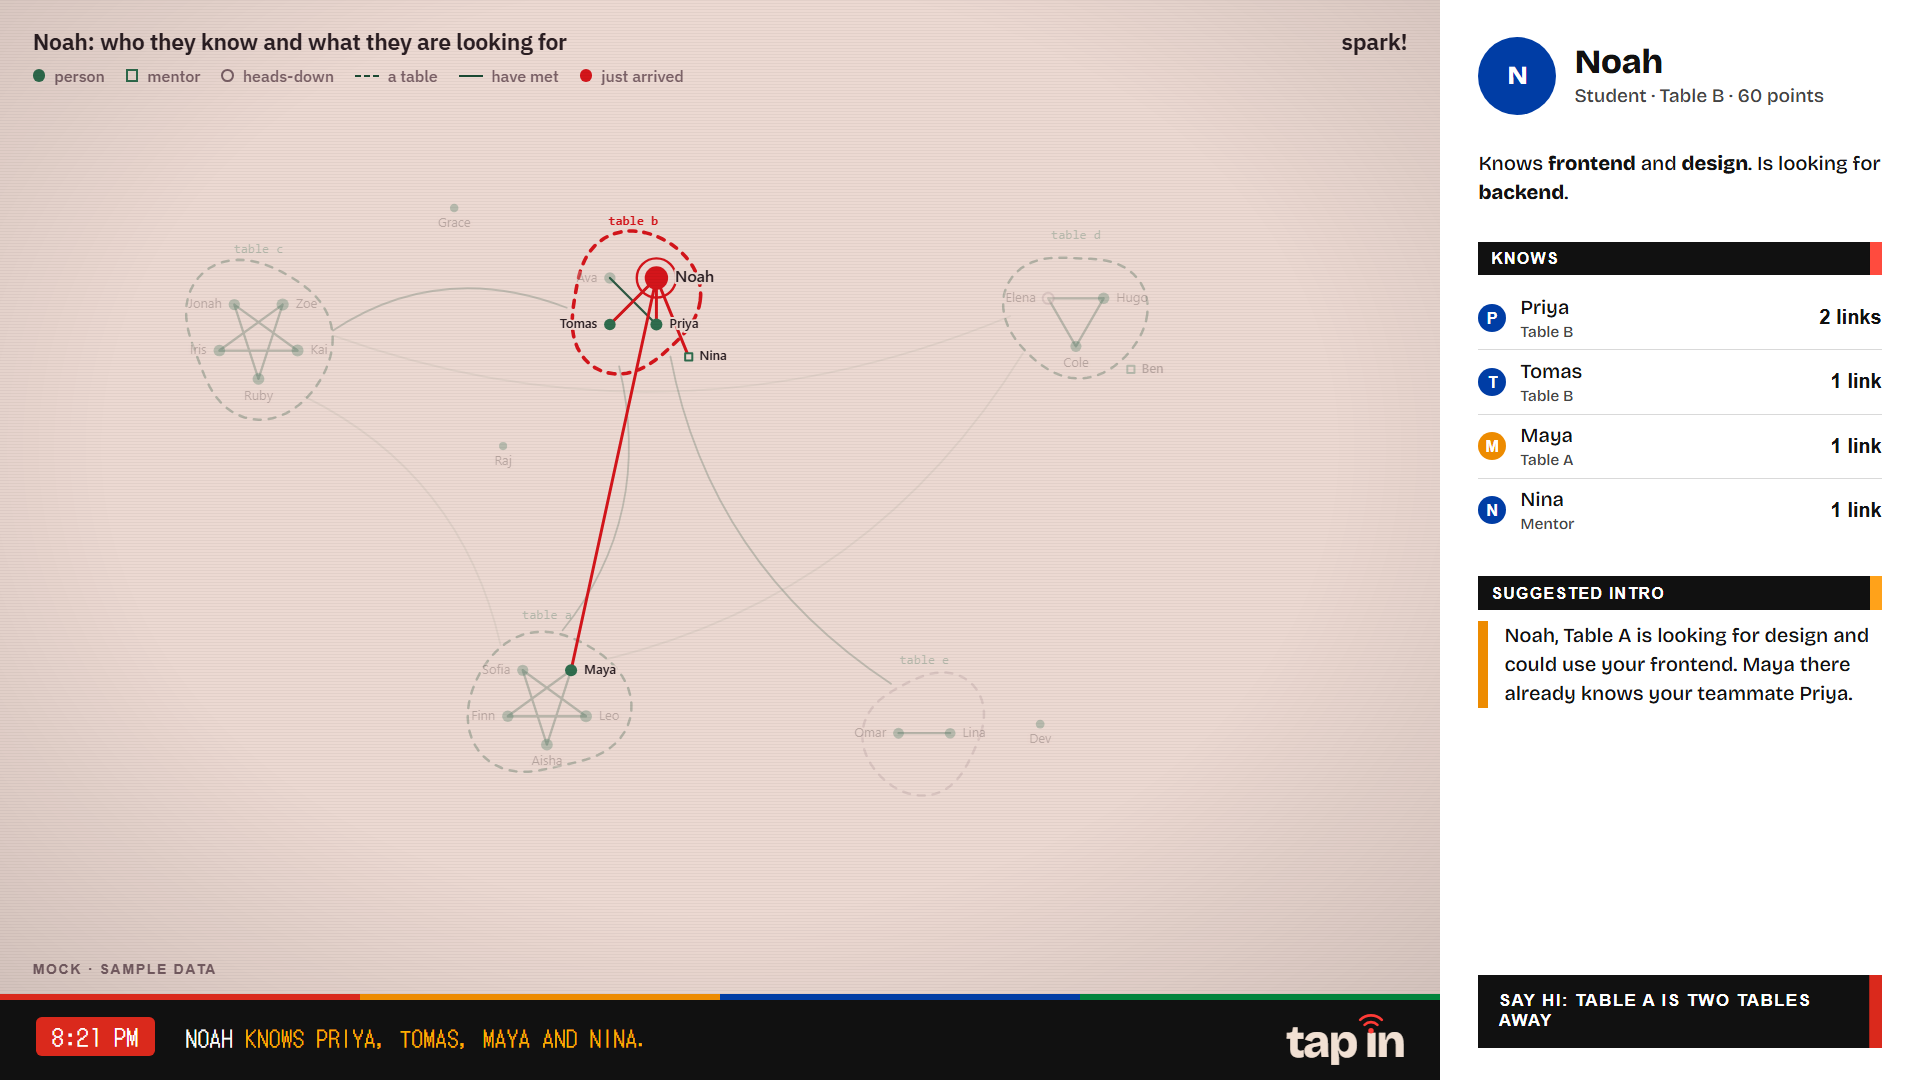 Noah: who they know and what they are looking for
spark!
person mentor heads-down a table have met just arrived
Grace
table b
table c
table d
Ava
Noah
Jonah
Zoe
Elena
Hugo
Tomas
Priya
Iris
Kai
Nina
Cole
Ben
Ruby
Raj
table a
table e
Sofia
Maya
Finn
Leo
Omar
Lina
Dev
Aisha
MOCK · SAMPLE DATA
8:21 PM
NOAH KNOWS PRIYA, TOMAS, MAYA AND NINA.
tap in
N
Noah
Student · Table B · 60 points
Knows frontend and design. Is looking for
backend.
KNOWS
P
Priya
Table B
2 links
T
Tomas
Table B
1 link
M
Maya
Table A
1 link
N
Nina
Mentor
1 link
SUGGESTED INTRO
Noah, Table A is looking for design and
could use your frontend. Maya there
already knows your teammate Priya.
SAY HI: TABLE A IS TWO TABLES
AWAY